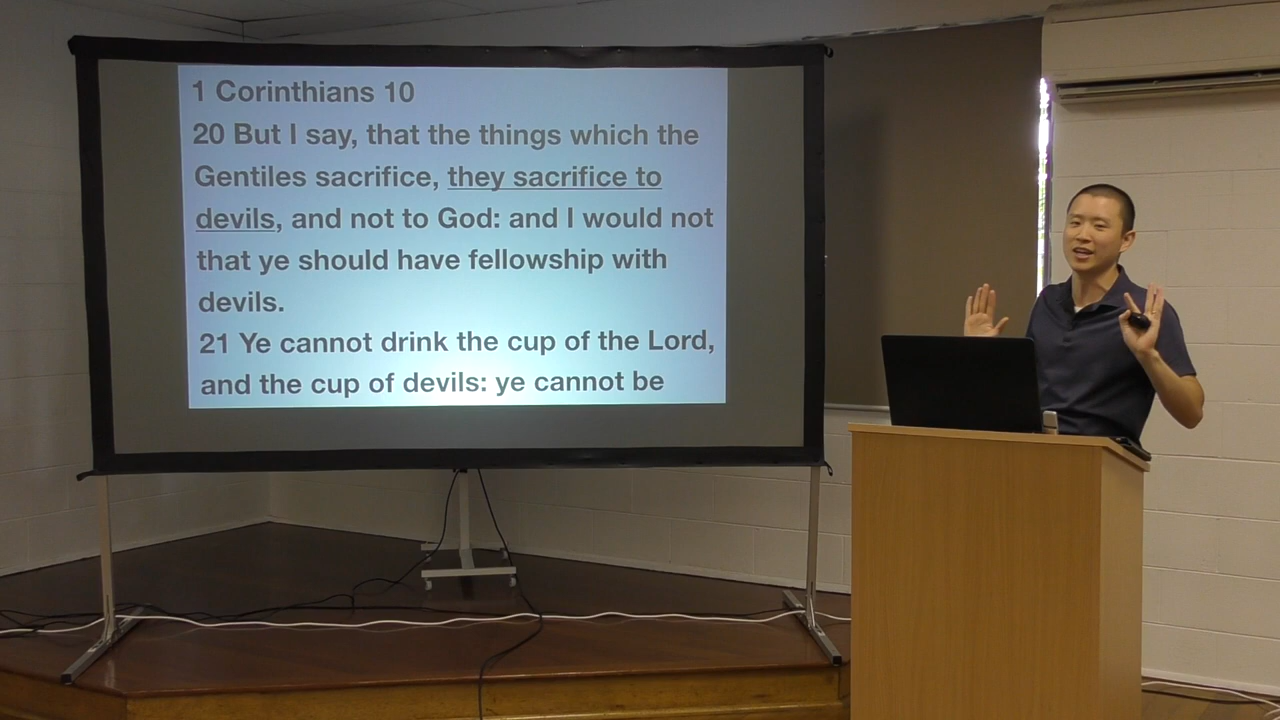 1 Corinthians 10
20 But I say, that the things which the
Gentiles sacrifice, they sacrifice to
devils, and not to God: and I would not
that ye should have fellowship with
devils.
21 Ye cannot drink the cup of the Lord,
and the cup of devils: ye cannot be